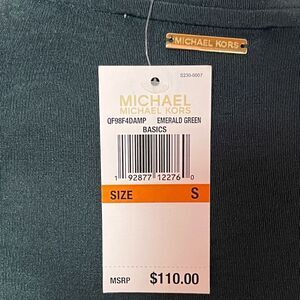 MICHAEL KORS
S230-0007
MICHAEL
MICHAEL KORS
QF98F4DAMP EMERALD GREEN
BASICS
1 92877 12276 0
SIZE S
MSRP $110.00